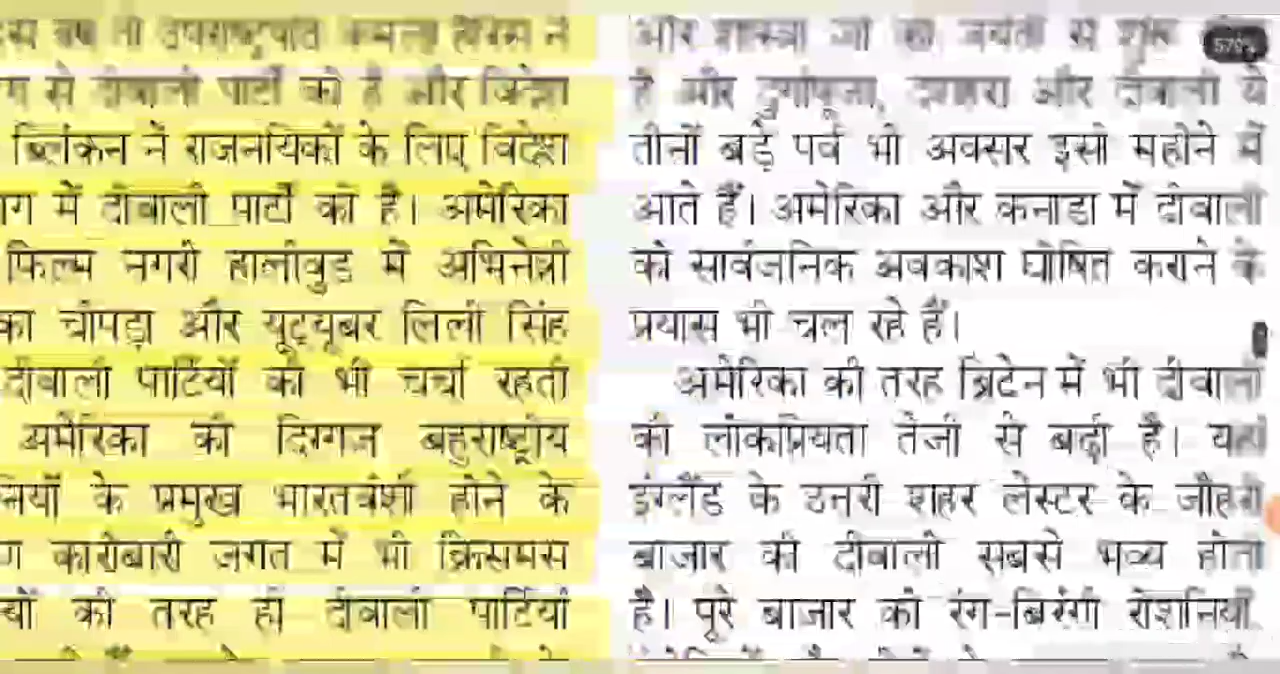 उपराष्ट्रपति कमला हैरिस ने
से दीवाली पार्टी की है और विदेश
ब्लिंकन ने राजनयिकों के लिए विदेश
में दीवाली पार्टी की है। अमेरिका
फिल्म नगरी हालीवुड में अभिनेत्री
चोपड़ा और यूट्यूबर लिली सिंह
दीवाली पार्टियों की भी चर्चा रहती
अमेरिका की दिग्गज बहुराष्ट्रीय
के प्रमुख भारतवंशी होने के
कारोबारी जगत में भी क्रिसमस
की तरह ही दीवाली पार्टियां
और शास्त्री जी की जयंती से शुरू
है और दुर्गापूजा, दशहरा और दीवाली ये
तीनों बड़े पर्व भी अक्सर इसी महीने में
आते हैं। अमेरिका और कनाडा में दीवाली
को सार्वजनिक अवकाश घोषित कराने के
प्रयास भी चल रहे हैं।
अमेरिका की तरह ब्रिटेन में भी दीवाली
की लोकप्रियता तेजी से बढ़ी है। यहां
इंग्लैंड के उत्तरी शहर लेस्टर के जौहरी
बाजार की दीवाली सबसे भव्य होती
है। पूरे बाजार को रंग-बिरंगी रोशनियों